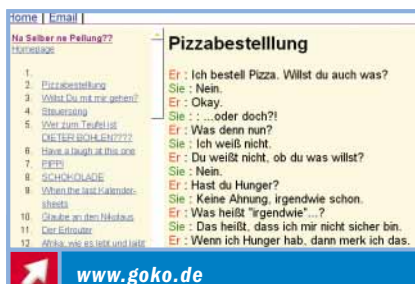 Home | Email |
Na Selber ne Pellung??
Homepage
1.
2. Pizzabestellung
3. Willst Du mit mir gehen?
4. Steuersong
5. Wer zum Teufel ist
DIETER BOHLEN????
6. Have a laugh at this one
7. PIPPI
8. SCHOKOLADE
9. When the last Kalender-
sheets
10. Glaube an den Nikolaus
11. Der Erlrouter
12. Afrika, wie es lebt und laibt
Pizzabestelllung
Er : Ich bestell Pizza. Willst du auch was?
Sie : Nein.
Er : Okay.
Sie : : ...oder doch?!
Er : Was denn nun?
Sie : Ich weiß nicht.
Er : Du weißt nicht, ob du was willst?
Sie : Nein.
Er : Hast du Hunger?
Sie : Keine Ahnung, irgendwie schon.
Er : Was heißt "irgendwie"...?
Sie : Das heißt, dass ich mir nicht sicher bin.
Er : Wenn ich Hunger hab, dann merk ich das.
www.goko.de